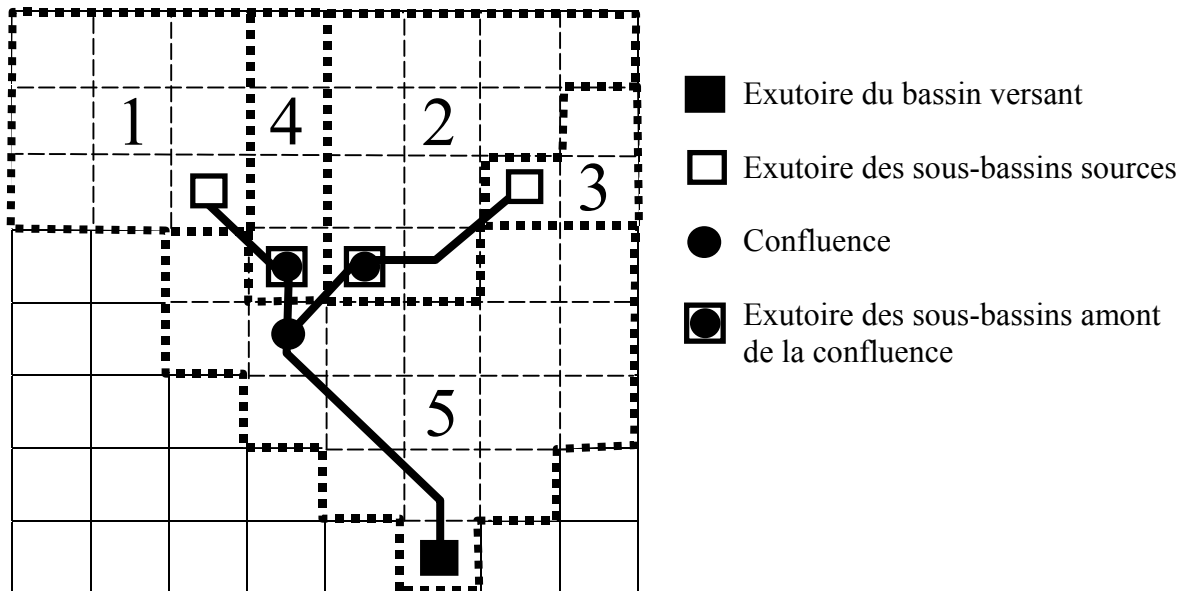 1
4
2
3
5
Exutoire du bassin versant
Exutoire des sous-bassins sources
Confluence
Exutoire des sous-bassins amont
de la confluence